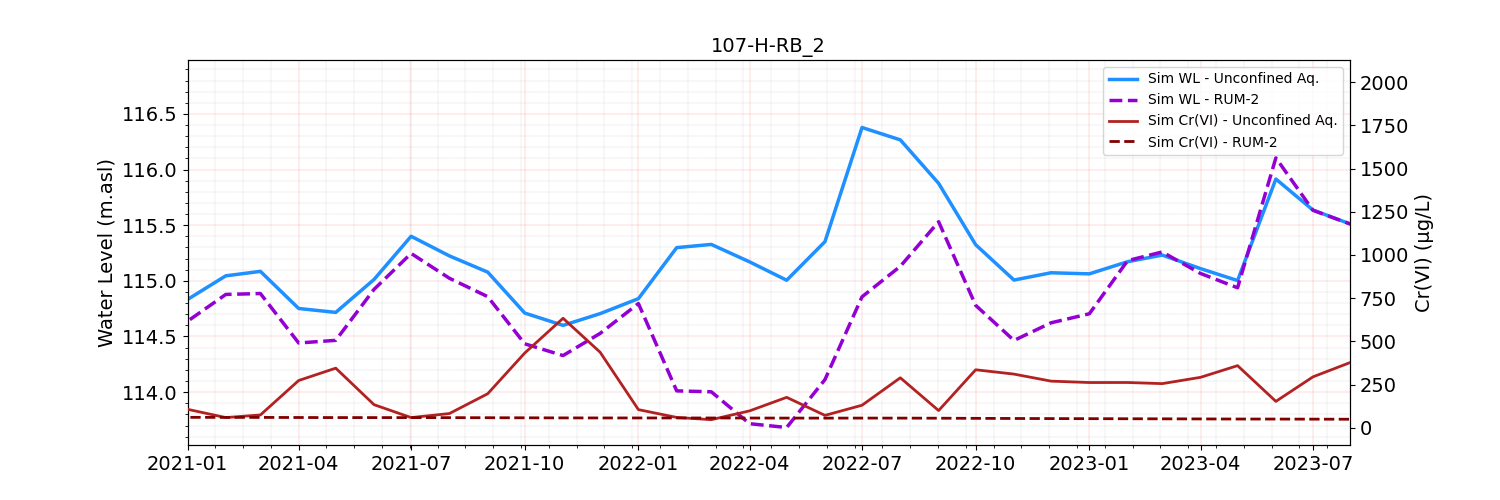 107-H-RB_2
Water Level (m.asl)
116.5
116.0
115.5
115.0
114.5
114.0
Sim WL - Unconfined Aq.
Sim WL - RUM-2
Sim Cr(VI) - Unconfined Aq.
Sim Cr(VI) - RUM-2
2000
1750
1500
1250
1000
750
500
250
0
Cr(VI) (μg/L)
2021-01 2021-04 2021-07 2021-10 2022-01 2022-04 2022-07 2022-10 2023-01 2023-04 2023-07